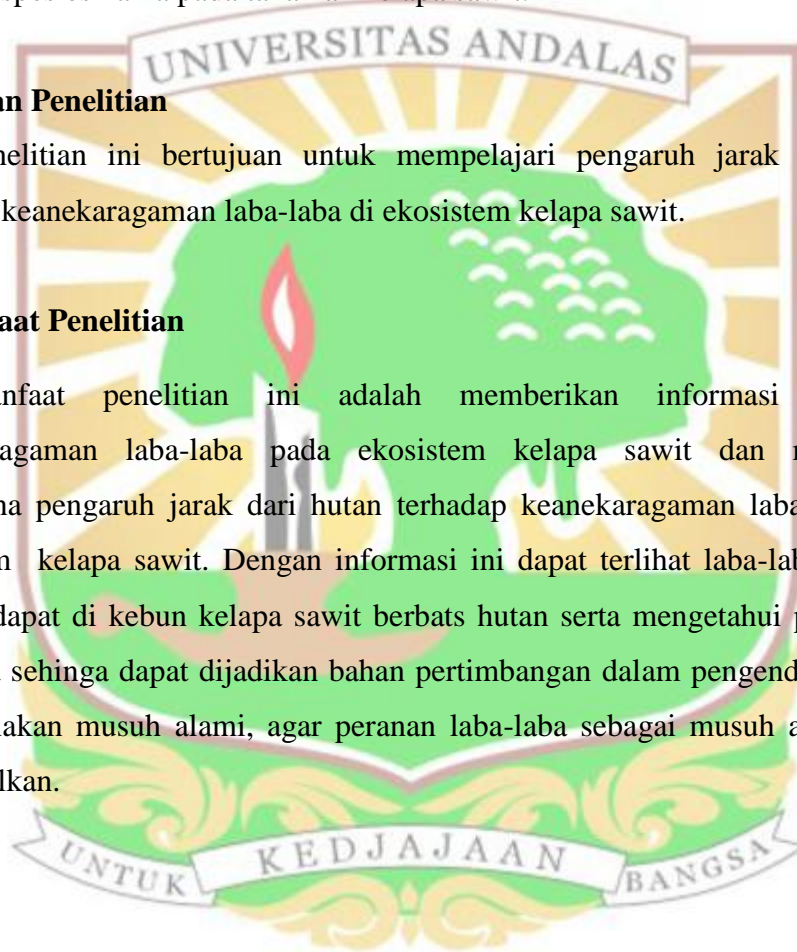 UNIVERSITAS ANDALAS
an Penelitian
nelitian ini bertujuan untuk mempelajari pengaruh jarak
keanekaragaman laba-laba di ekosistem kelapa sawit.
aat Penelitian
nfaat penelitian ini adalah memberikan informasi
agaman laba-laba pada ekosistem kelapa sawit dan
na pengaruh jarak dari hutan terhadap keanekaragaman laba
kelapa sawit. Dengan informasi ini dapat terlihat laba-lab
dapat di kebun kelapa sawit berbats hutan serta mengetahui p
sehinga dapat dijadikan bahan pertimbangan dalam pengend
akan musuh alami, agar peranan laba-laba sebagai musuh a
lkan.
UNTUK KEDJAJAAN BANGSA